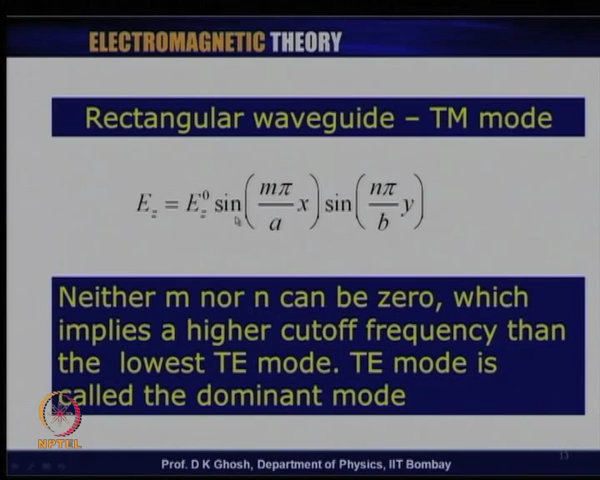 ELECTROMAGNETIC THEORY
Rectangular waveguide – TM mode
E_z = E_z^0 sin(mπ/a x) sin(nπ/b y)
Neither m nor n can be zero, which
implies a higher cutoff frequency than
the lowest TE mode. TE mode is
called the dominant mode
NPTEL
13
Prof. D K Ghosh, Department of Physics, IIT Bombay